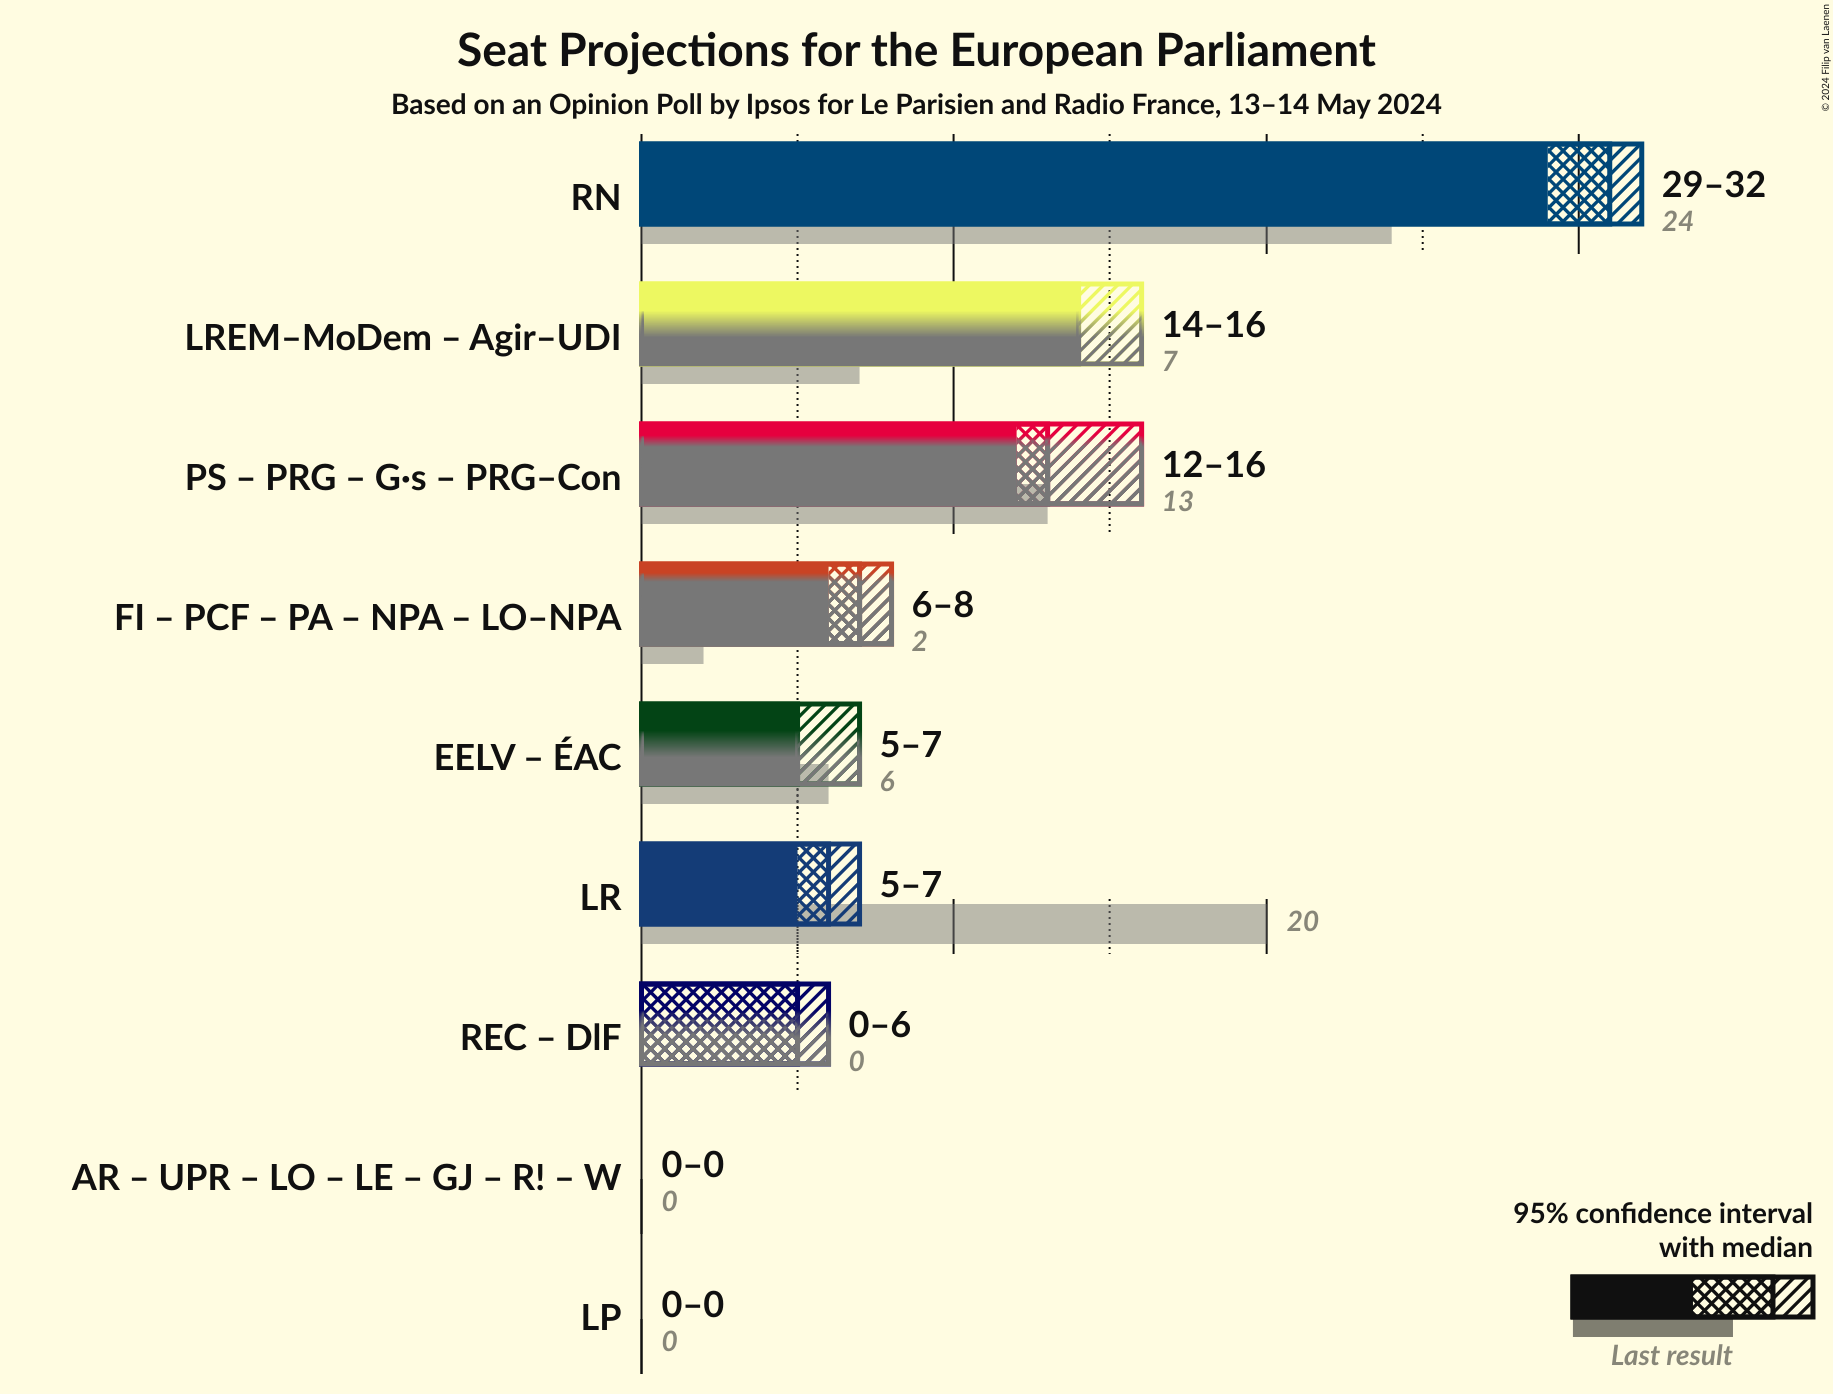 Seat Projections for the European Parliament
Based on an Opinion Poll by Ipsos for Le Parisien and Radio France, 13–14 May 2024
© 2024 Filip van Laenen
RN
29–32
24
LREM–MoDem – Agir–UDI
14–16
7
PS – PRG – G·s – PRG–Con
12–16
13
FI – PCF – PA – NPA – LO–NPA
6–8
2
EELV – ÉAC
5–7
6
LR
5–7
20
REC – DlF
0–6
0
AR – UPR – LO – LE – GJ – R! – W
0–0
0
LP
0–0
0
95% confidence interval
with median
Last result